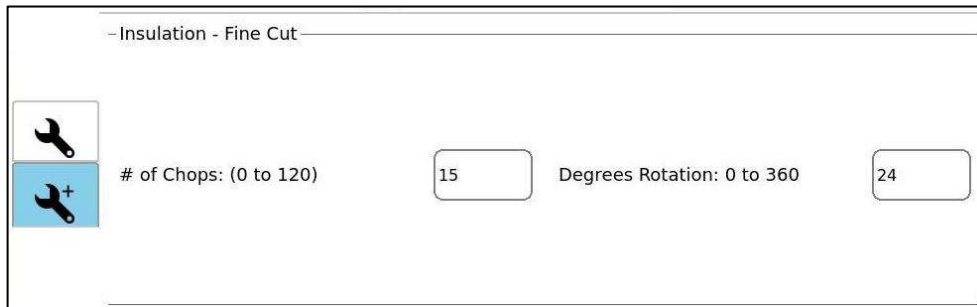 Insulation - Fine Cut
# of Chops: (0 to 120) 15 Degrees Rotation: 0 to 360 24